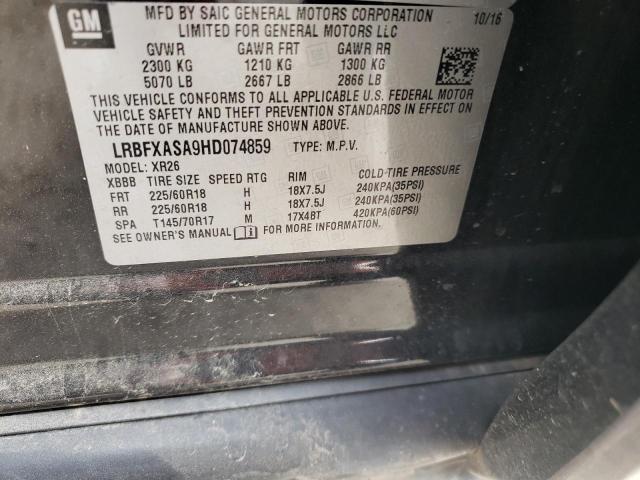 GM
MFD BY SAIC GENERAL MOTORS CORPORATION 10/16
LIMITED FOR GENERAL MOTORS LLC
GVWR GAWR FRT GAWR RR
2300 KG 1210 KG 1300 KG
5070 LB 2667 LB 2866 LB
THIS VEHICLE CONFORMS TO ALL APPLICABLE U.S. FEDERAL MOTOR
VEHICLE SAFETY AND THEFT PREVENTION STANDARDS IN EFFECT ON
THE DATE OF MANUFACTURE SHOWN ABOVE.
LRBFXASA9HD074859 TYPE: M.P.V.
MODEL: XR26
XBBB TIRE SIZE SPEED RTG RIM COLD-TIRE PRESSURE
FRT 225/60R18 H 18X7.5J 240KPA(35PSI)
RR 225/60R18 H 18X7.5J 240KPA(35PSI)
SPA T145/70R17 M 17X4BT 420KPA(60PSI)
SEE OWNER'S MANUAL FOR MORE INFORMATION.